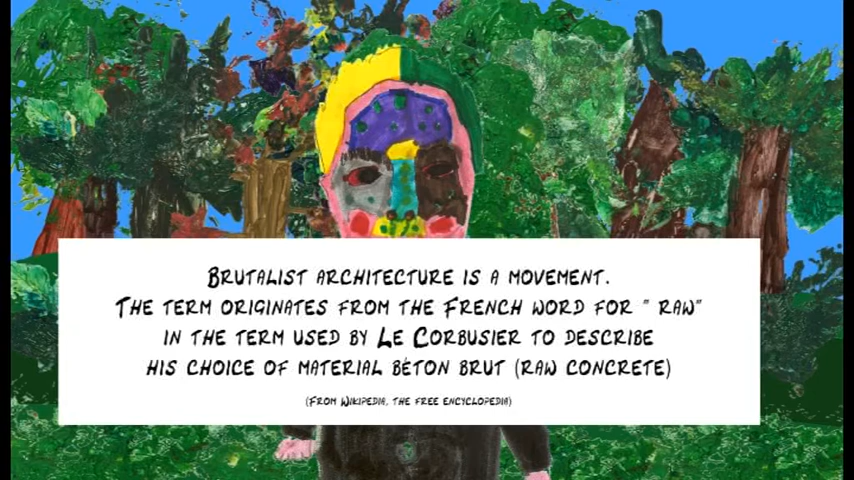 Brutalist architecture is a movement.
The term originates from the French word for " raw"
in the term used by Le Corbusier to describe
his choice of material béton brut (raw concrete)
(From Wikipedia, the free encyclopedia)